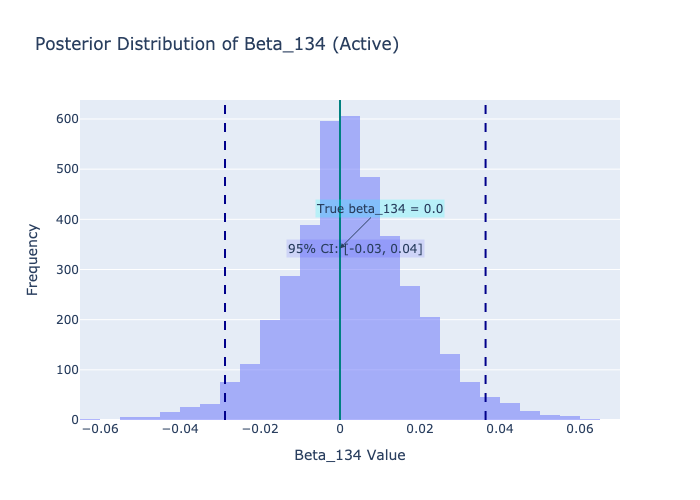 Posterior Distribution of Beta_134 (Active)
600
500
400
300
200
100
0
Frequency
True beta_134 = 0.0
95% CI: [-0.03, 0.04]
−0.06
−0.04
−0.02
0
0.02
0.04
0.06
Beta_134 Value